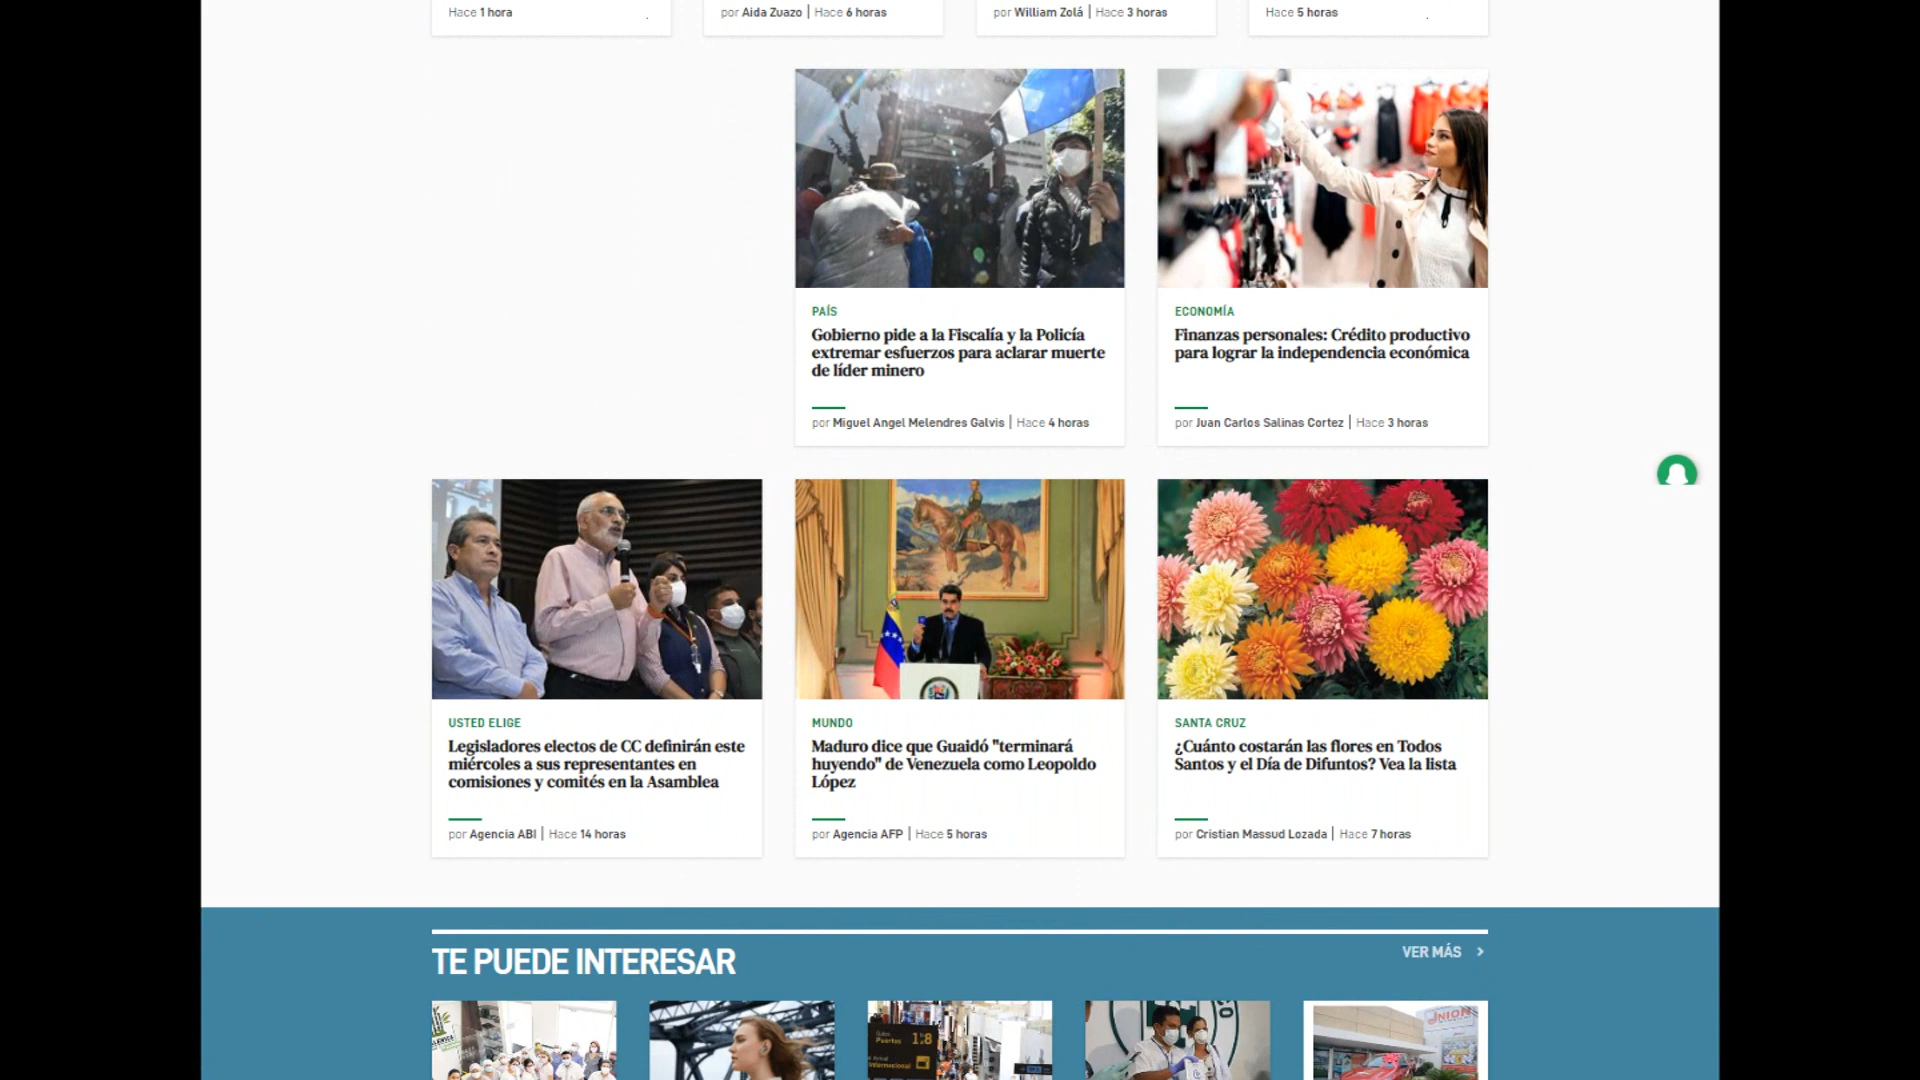 Hace 1 hora
por Aida Zuazo | Hace 6 horas
por William Zolá | Hace 3 horas
Hace 5 horas
PAÍS
Gobierno pide a la Fiscalía y la Policía
extremar esfuerzos para aclarar muerte
de líder minero
por Miguel Angel Melendres Galvis | Hace 4 horas
ECONOMÍA
Finanzas personales: Crédito productivo
para lograr la independencia económica
por Juan Carlos Salinas Cortez | Hace 3 horas
USTED ELIGE
Legisladores electos de CC definirán este
miércoles a sus representantes en
comisiones y comités en la Asamblea
por Agencia ABI | Hace 14 horas
MUNDO
Maduro dice que Guaidó "terminará
huyendo" de Venezuela como Leopoldo
López
por Agencia AFP | Hace 5 horas
SANTA CRUZ
¿Cuánto costarán las flores en Todos
Santos y el Día de Difuntos? Vea la lista
por Cristian Massud Lozada | Hace 7 horas
TE PUEDE INTERESAR
VER MÁS
Puertas 1:8
Internacional
UNION